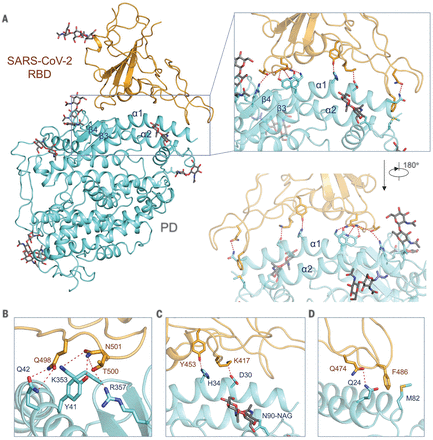 A
SARS-CoV-2
RBD
α1
β4
β3
α2
PD
α1
β4
β3
α2
180°
α1
α2
B
N501
Q498
Q42
T500
K353
R357
Y41
C
Y453
K417
H34
D30
N90-NAG
D
Q474
F486
Q24
M82